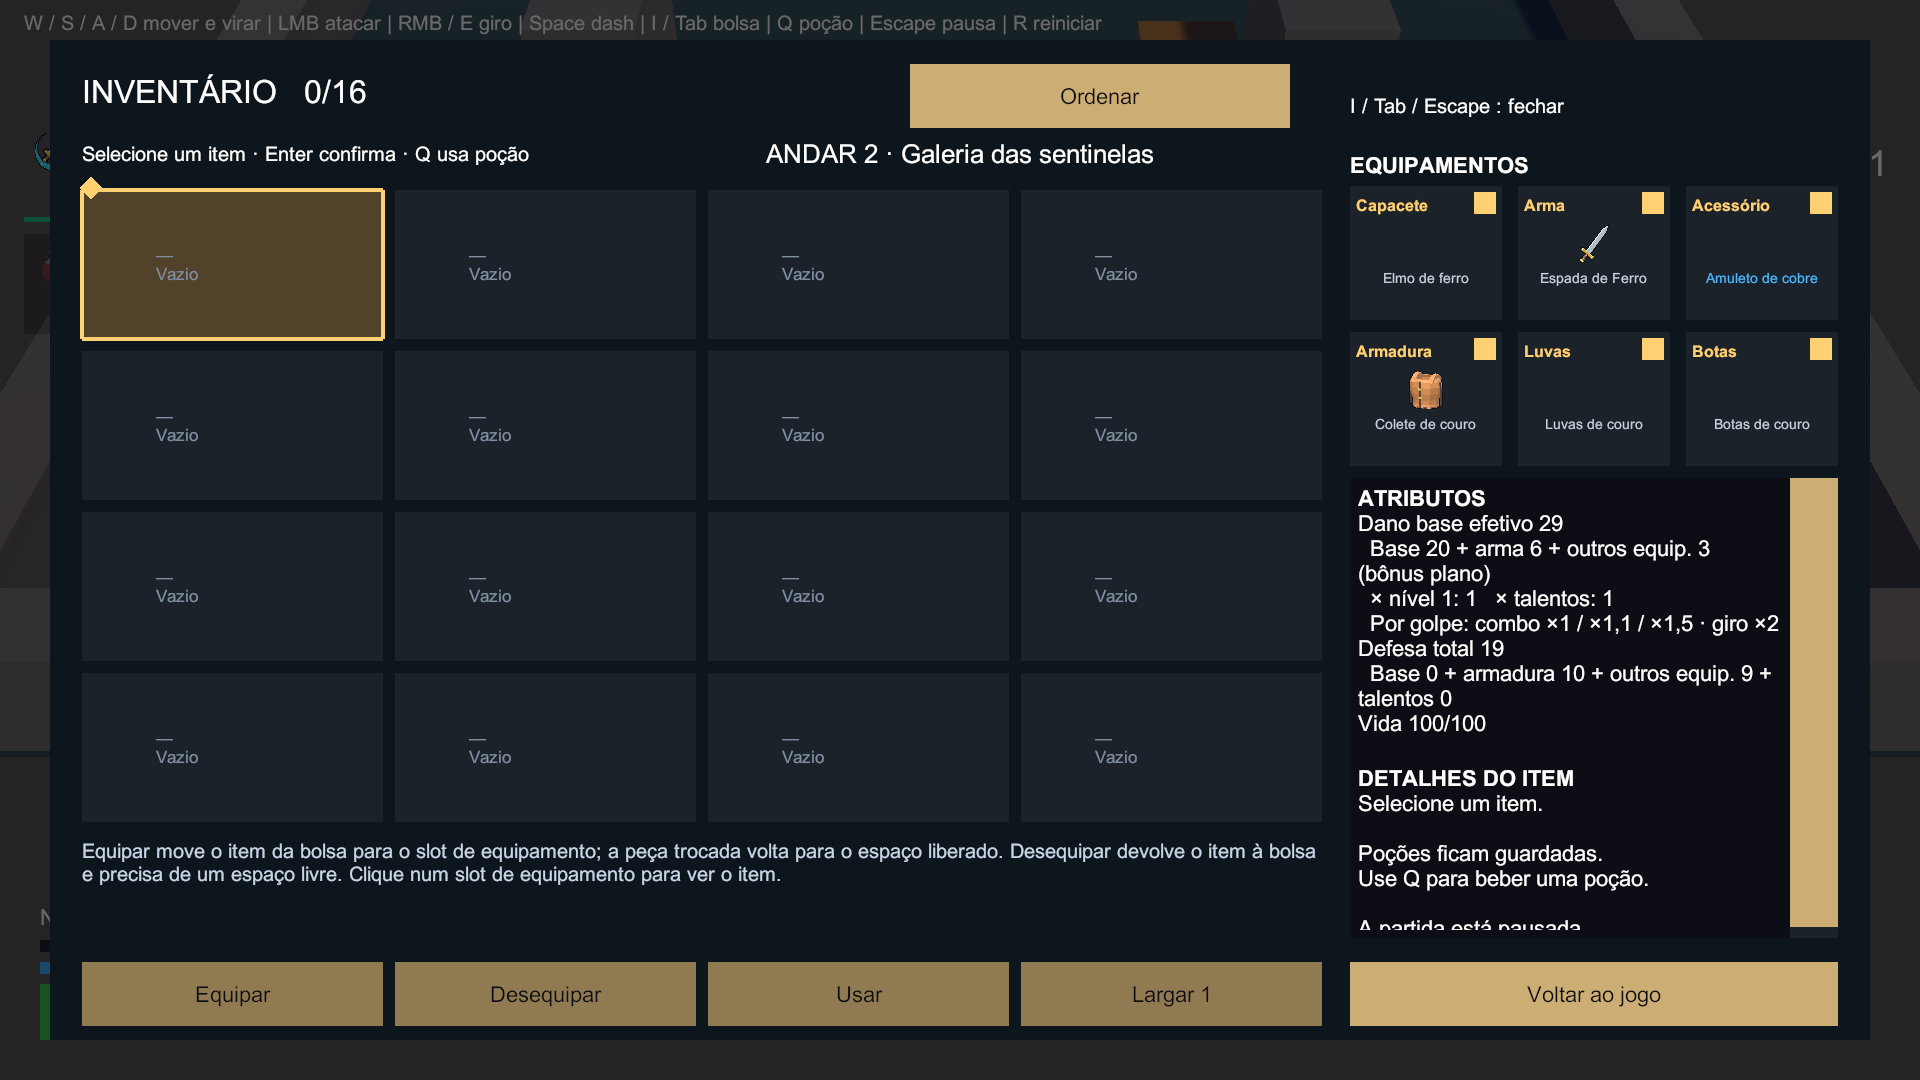 W / S / A / D mover e virar | LMB atacar | RMB / E giro | Space dash | I / Tab bolsa | Q poção | Escape pausa | R reiniciar
INVENTÁRIO 0/16
Ordenar
I / Tab / Escape : fechar
Selecione um item · Enter confirma · Q usa poção
ANDAR 2 · Galeria das sentinelas
1
EQUIPAMENTOS
Capacete
Arma
Acessório
Elmo de ferro
Espada de Ferro
Amuleto de cobre
Armadura
Luvas
Botas
Colete de couro
Luvas de couro
Botas de couro
—
Vazio
—
Vazio
—
Vazio
—
Vazio
—
Vazio
—
Vazio
—
Vazio
—
Vazio
—
Vazio
—
Vazio
—
Vazio
—
Vazio
—
Vazio
—
Vazio
—
Vazio
—
Vazio
ATRIBUTOS
Dano base efetivo 29
Base 20 + arma 6 + outros equip. 3
(bônus plano)
× nível 1: 1 × talentos: 1
Por golpe: combo ×1 / ×1,1 / ×1,5 · giro ×2
Defesa total 19
Base 0 + armadura 10 + outros equip. 9 +
talentos 0
Vida 100/100
DETALHES DO ITEM
Selecione um item.
Poções ficam guardadas.
Use Q para beber uma poção.
A partida está pausada
Equipar move o item da bolsa para o slot de equipamento; a peça trocada volta para o espaço liberado. Desequipar devolve o item à bolsa
e precisa de um espaço livre. Clique num slot de equipamento para ver o item.
N
Equipar
Desequipar
Usar
Largar 1
Voltar ao jogo